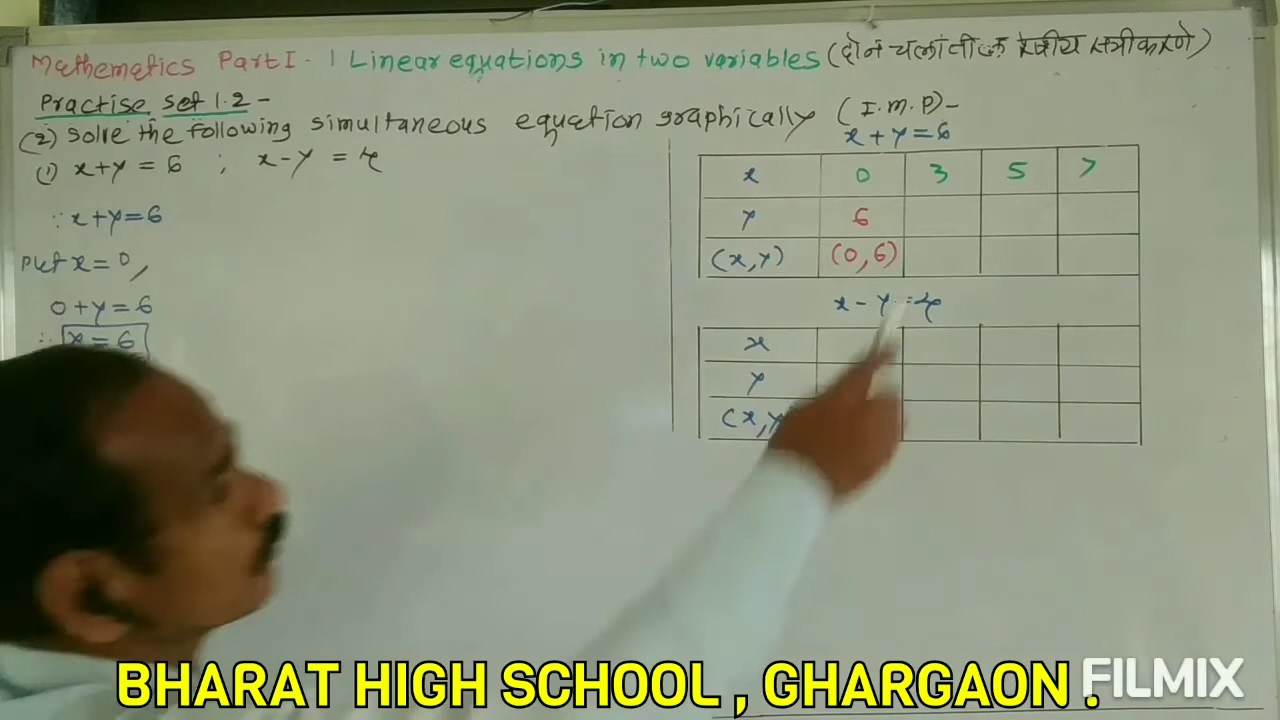 Mathematics Part I - 1 Linear equations in two variables (दोन चलांतील रेषीय समीकरणे)
Practise Set 1.2 -
(2) Solve the following simultaneous equation graphically (I.M.P) -
(1) x+y = 6 ; x-y = 4
∵ x+y=6
Put x=0,
0+y=6
∴ x = 6
x+y=6
x 0 3 5 7
y 6
(x,y) (0,6)
x-y=4
x
y
(x,y
BHARAT HIGH SCHOOL , GHARGAON .
FILMIX